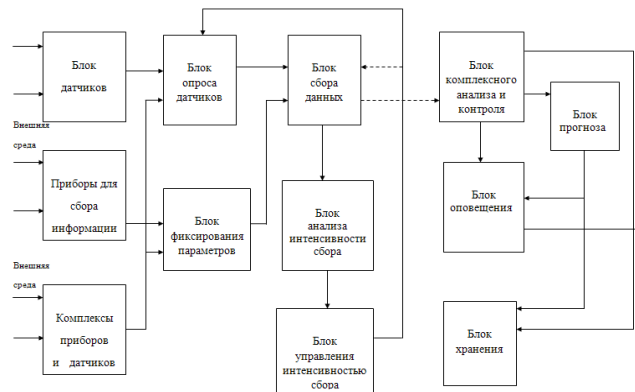 Блок
датчиков
Блок
опроса
датчиков
Блок
сбора
данных
Блок
комплексного
анализа и
контроля
Блок
прогноза
Внешняя
среда
Приборы для
сбора
информации
Блок
фиксирования
параметров
Блок
анализа
интенсивности
сбора
Блок
оповещения
Внешняя
среда
Комплексы
приборов
и датчиков
Блок
управления
интенсивностью
сбора
Блок
хранения